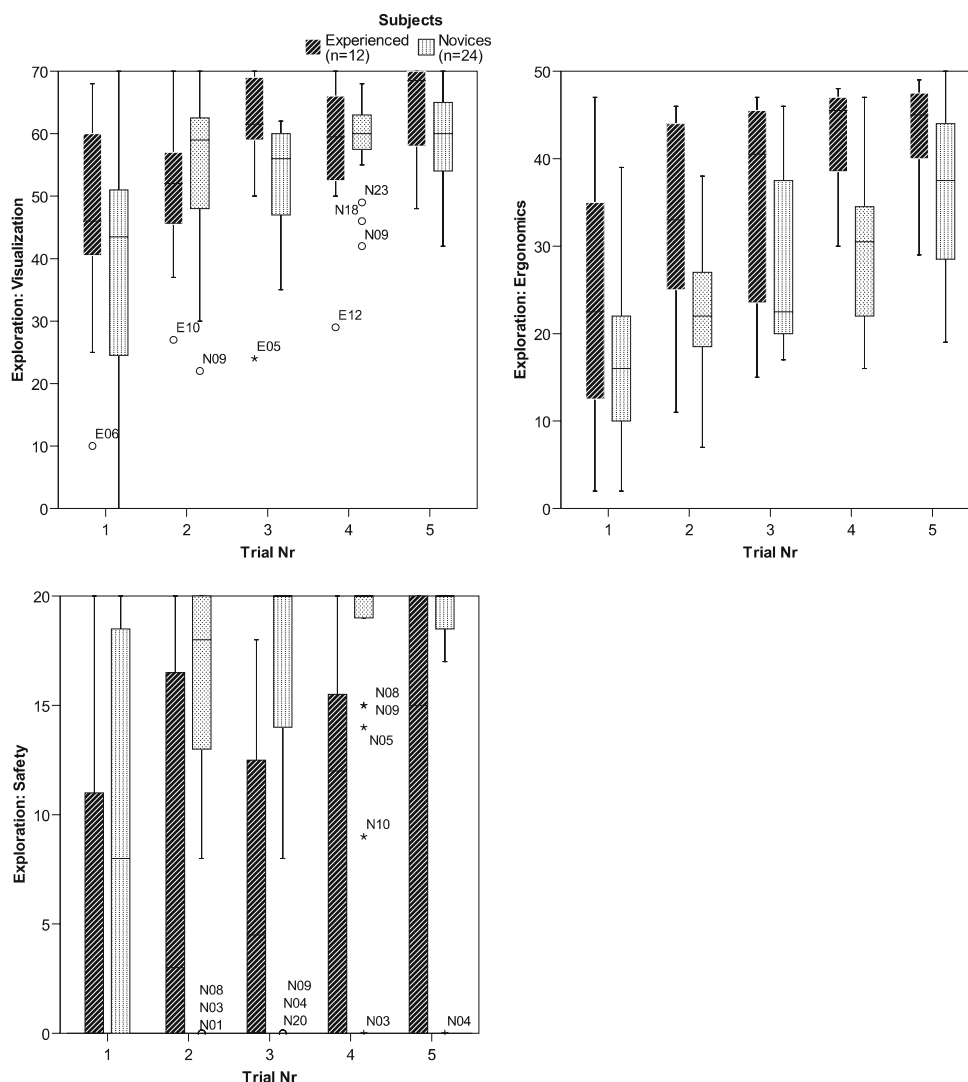 Subjects
Experienced (n=12)
Novices (n=24)
Exploration: Visualization
70
60
50
40
30
20
10
0
E06
E10
N09
E05
N23
N18
N09
E12
1 2 3 4 5
Trial Nr
Exploration: Ergonomics
50
40
30
20
10
0
1 2 3 4 5
Trial Nr
Exploration: Safety
20
15
10
5
0
N08
N03
N01
N09
N04
N20
N08
N09
N05
N10
N03
N04
1 2 3 4 5
Trial Nr